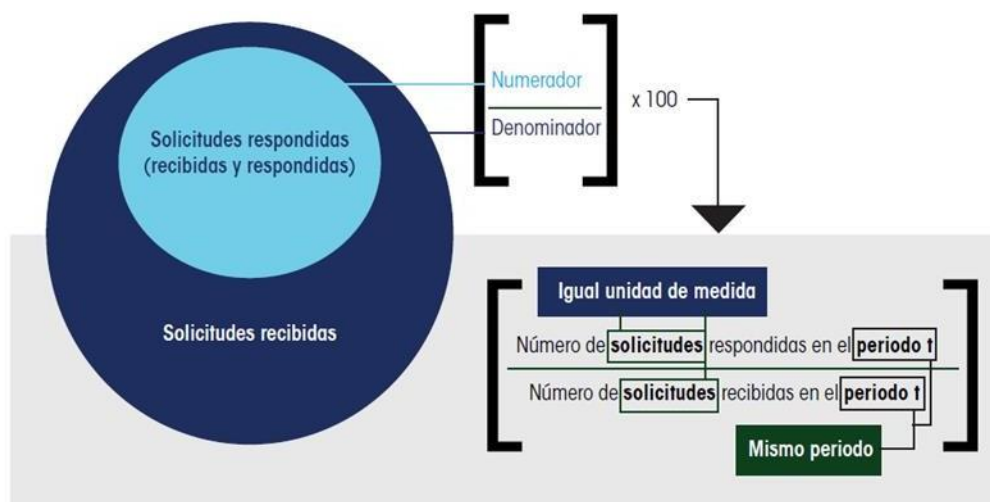 Solicitudes respondidas
(recibidas y respondidas)
Solicitudes recibidas
Numerador
Denominador
x 100
Igual unidad de medida
Número de solicitudes respondidas en el periodo t
Número de solicitudes recibidas en el periodo t
Mismo periodo